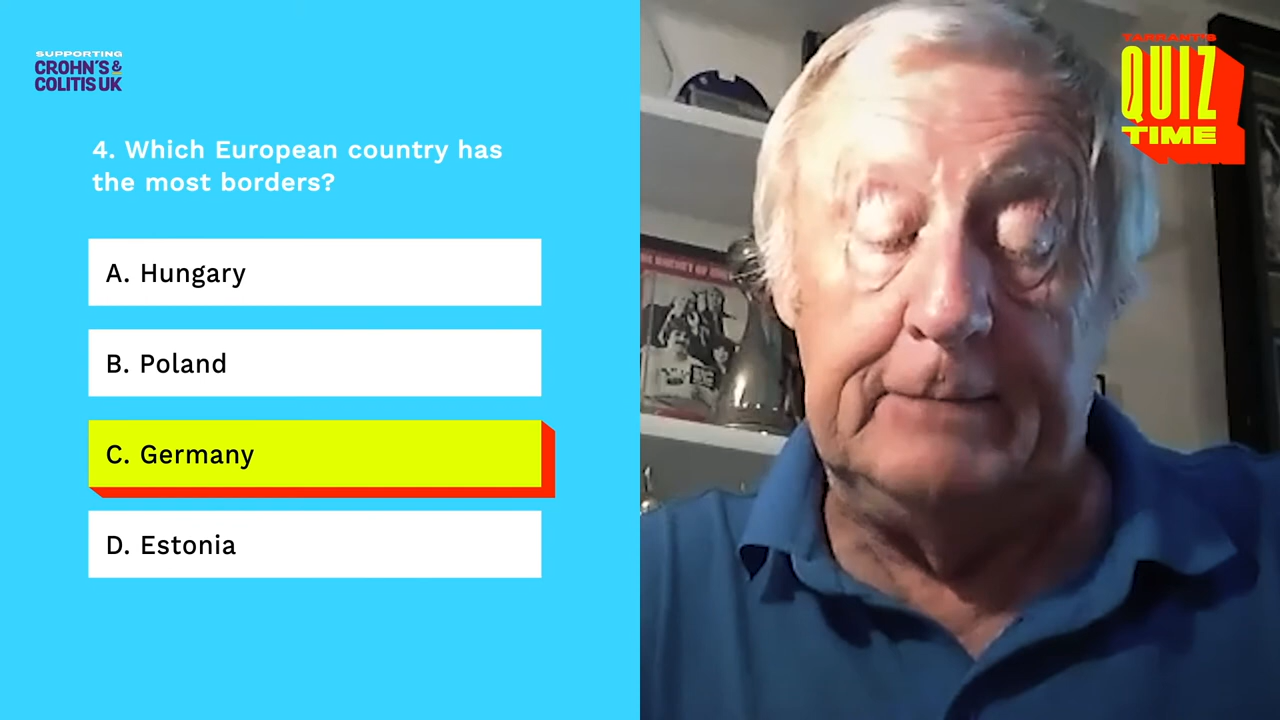 SUPPORTING
CROHN'S &
COLITIS UK
TARRANT'S
QUIZ
TIME
4. Which European country has
the most borders?
A. Hungary
B. Poland
C. Germany
D. Estonia